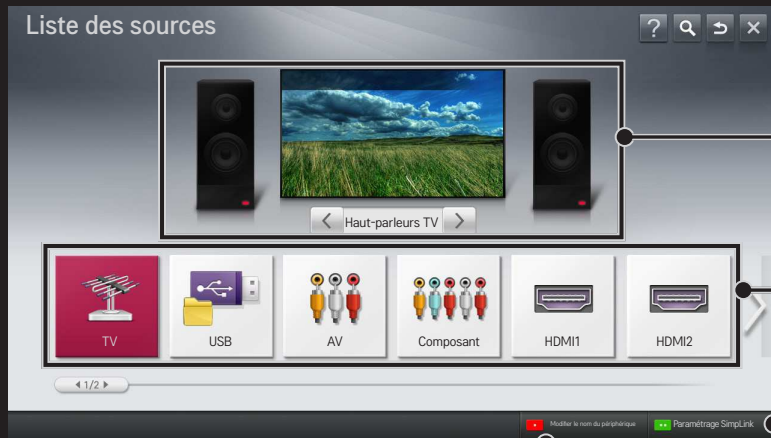 Liste des sources
?
Haut-parleurs TV
TV
USB
AV
Composant
HDMI1
HDMI2
1/2
Modifier le nom du périphérique
Paramétrage SimpLink